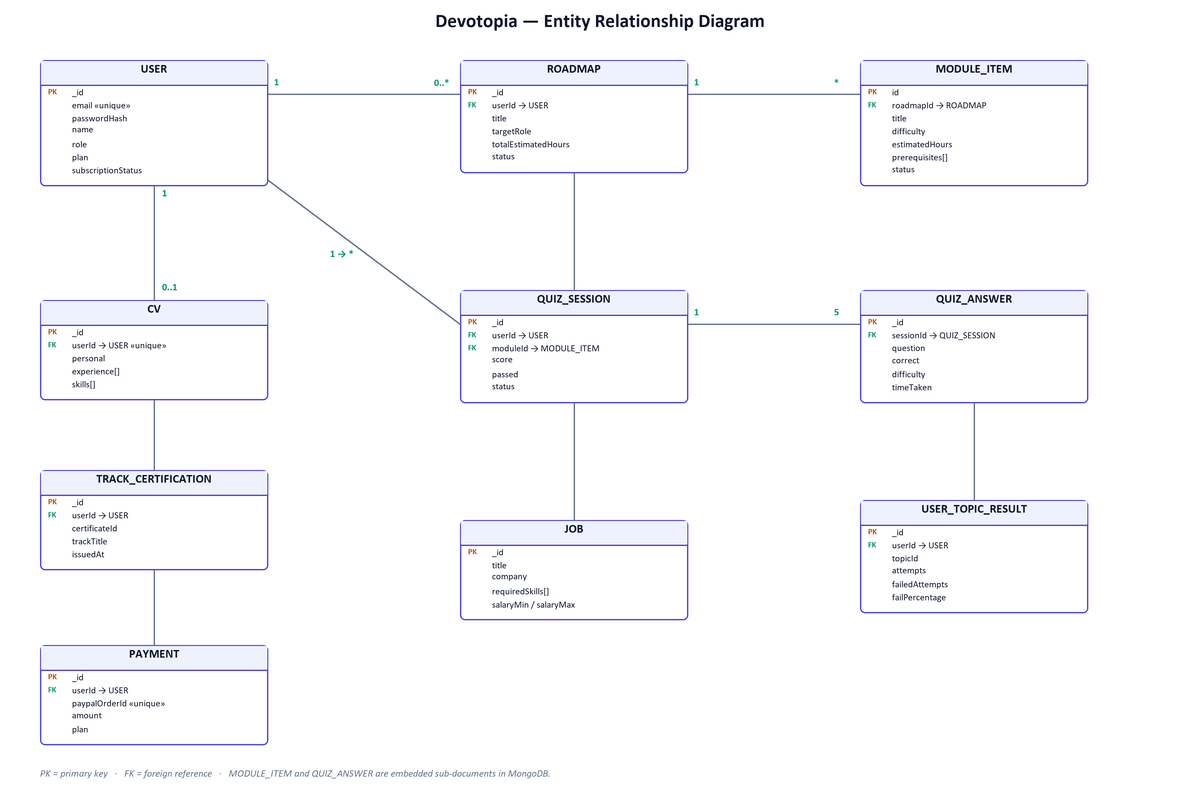 Devotopia — Entity Relationship Diagram
USER
PK _id
email «unique»
passwordHash
name
role
plan
subscriptionStatus
1
0..*
ROADMAP
PK _id
FK userId → USER
title
targetRole
totalEstimatedHours
status
1
*
MODULE_ITEM
PK id
FK roadmapId → ROADMAP
title
difficulty
estimatedHours
prerequisites[]
status
1
0..1
1 → *
CV
PK _id
FK userId → USER «unique»
personal
experience[]
skills[]
QUIZ_SESSION
PK _id
FK userId → USER
FK moduleId → MODULE_ITEM
score
passed
status
1
5
QUIZ_ANSWER
PK _id
FK sessionId → QUIZ_SESSION
question
correct
difficulty
timeTaken
TRACK_CERTIFICATION
PK _id
FK userId → USER
certificateId
trackTitle
issuedAt
JOB
PK _id
title
company
requiredSkills[]
salaryMin / salaryMax
USER_TOPIC_RESULT
PK _id
FK userId → USER
topicId
attempts
failedAttempts
failPercentage
PAYMENT
PK _id
FK userId → USER
paypalOrderId «unique»
amount
plan
PK = primary key · FK = foreign reference · MODULE_ITEM and QUIZ_ANSWER are embedded sub-documents in MongoDB.